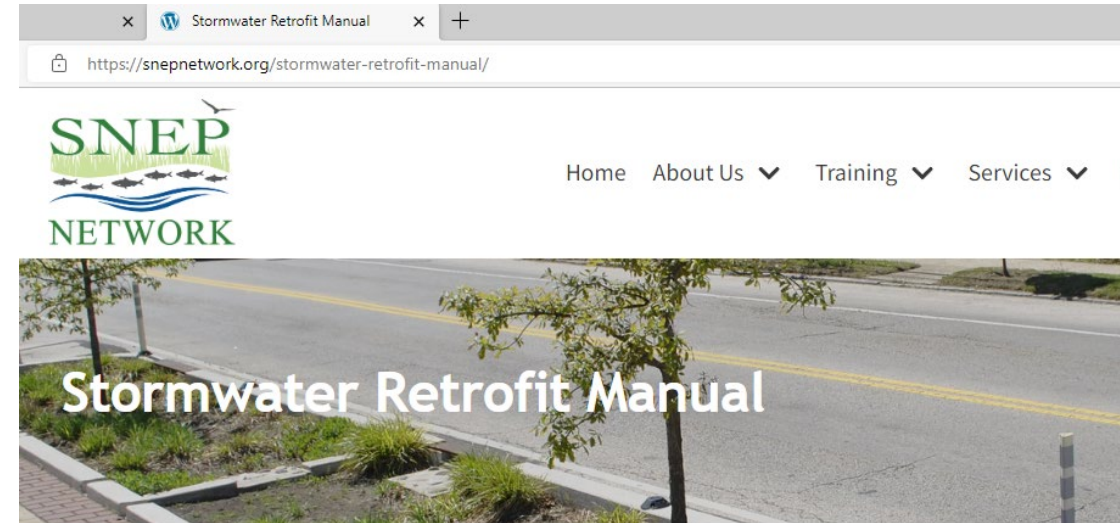 Stormwater Retrofit Manual
https://snepnetwork.org/stormwater-retrofit-manual/
SNEP
NETWORK
Home About Us Training Services
Stormwater Retrofit Manual